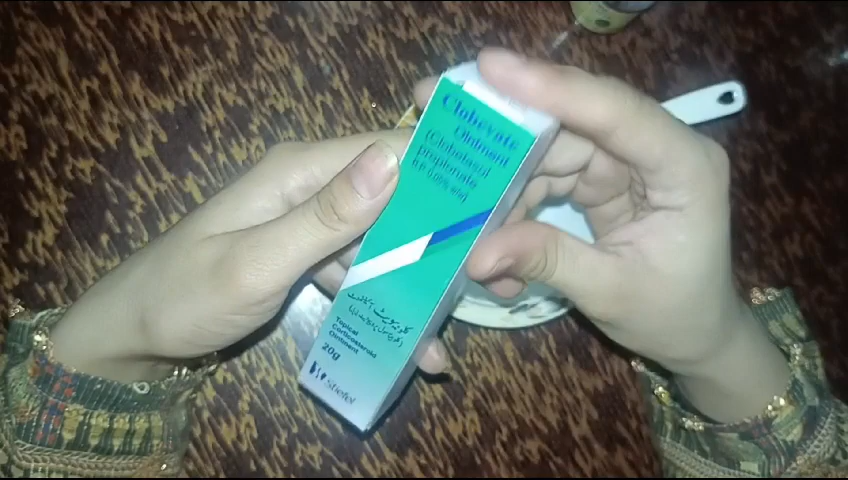 Clobevate
Ointment
(Clobetasol
propionate
B.P. 0.05% w/w)
کلوبیویٹ آئنٹمنٹ
Topical
Corticosteroid
Ointment
20g
Stiefel